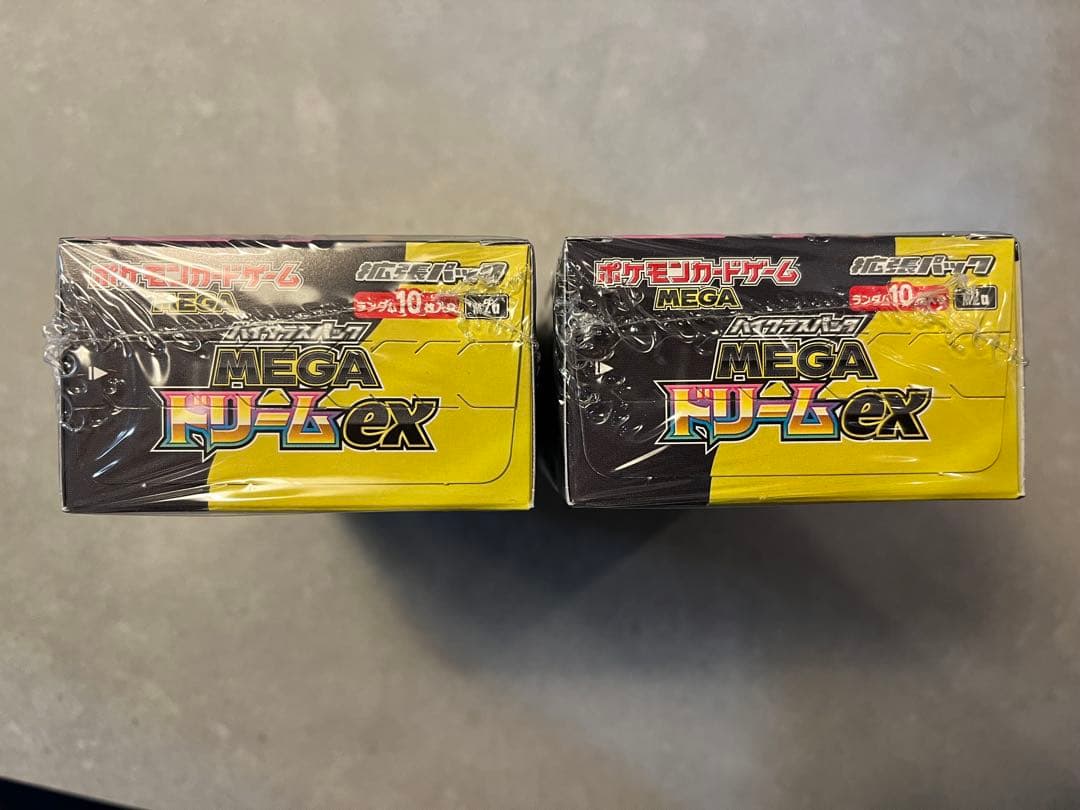 ポケモンカードゲーム
MEGA
拡張パック
ランダム10枚入り
M2a
ハイクラスパック
MEGA
ドリームex
ポケモンカードゲーム
MEGA
拡張パック
ランダム10
M2a
ハイクラスパック
MEGA
ドリームex